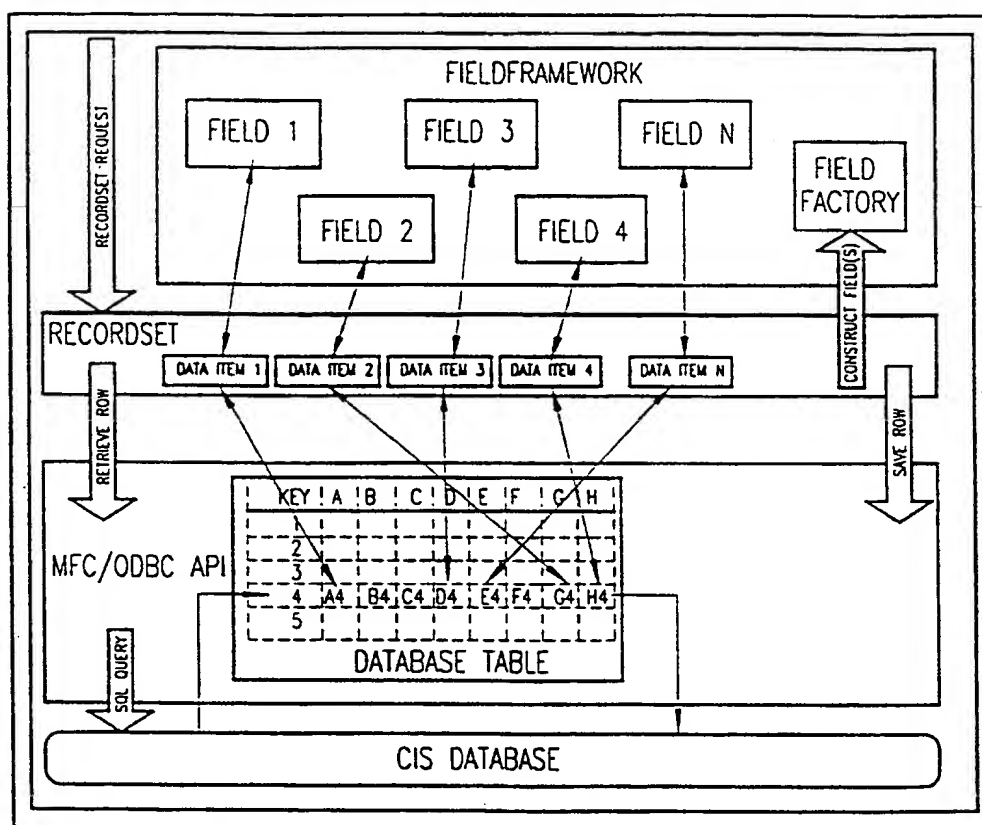 FIELDFRAMEWORK
FIELD 1
FIELD 3
FIELD N
FIELD 2
FIELD 4
FIELD
FACTORY
RECORDSET-REQUEST
CONSTRUCT FIELD(S)
RECORDSET
DATA ITEM 1
DATA ITEM 2
DATA ITEM 3
DATA ITEM 4
DATA ITEM N
RETRIEVE ROW
SAVE ROW
KEY A B C D E F G H
1
2
3
4 A4 B4 C4 D4 E4 F4 G4 H4
5
DATABASE TABLE
MFC/ODBC API
SQL QUERY
CIS DATABASE